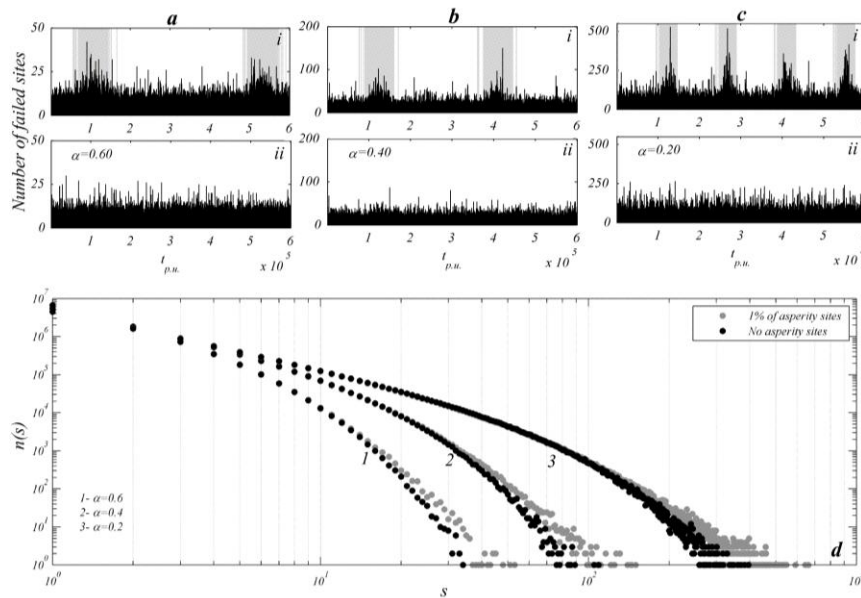 a
b
c
Number of failed sites
50
25
0
i
1 2 3 4 5 6
200
100
0
i
1 2 3 4 5 6
500
250
0
i
1 2 3 4 5
50
25
0
α=0.60
ii
1 2 3 4 5 6
t p.u.
x 10^5
200
100
0
α=0.40
ii
1 2 3 4 5 6
t p.u.
x 10^5
500
250
0
α=0.20
ii
1 2 3 4 5
t p.u.
x 10^5
n(s)
10^7
10^6
10^5
10^4
10^3
10^2
10^1
10^0
1% of asperity sites
No asperity sites
1
2
3
1- α=0.6
2- α=0.4
3- α=0.2
d
10^0 10^1 10^2
s